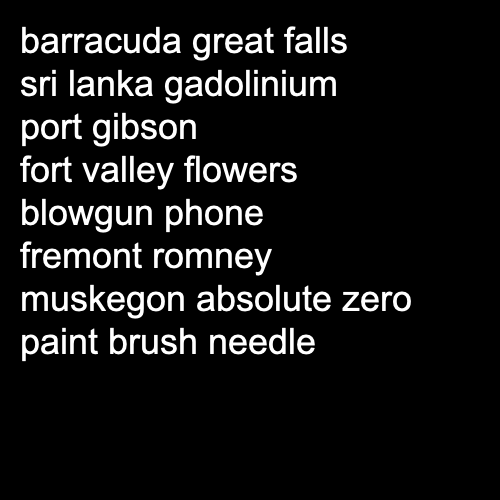 barracuda great falls
sri lanka gadolinium
port gibson
fort valley flowers
blowgun phone
fremont romney
muskegon absolute zero
paint brush needle